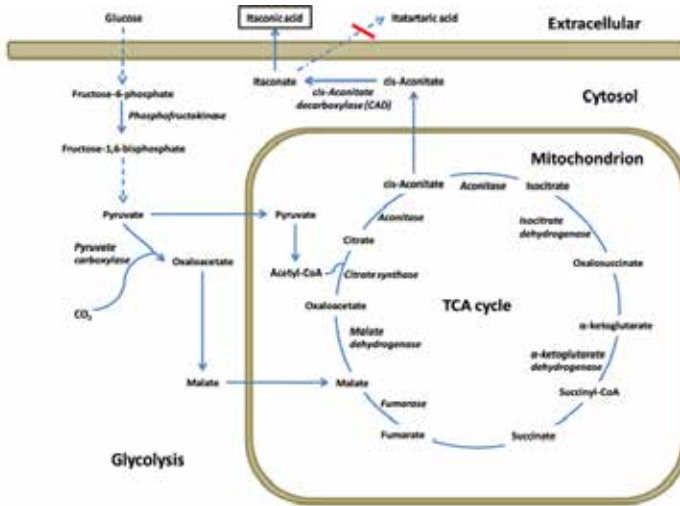 Glucose
Itaconic acid
Itatartaric acid
Extracellular
Itaconate
cis-Aconitate
cis-Aconitate
decarboxylase (CAD)
Cytosol
Fructose-6-phosphate
Phosphofructokinase
Fructose-1,6-bisphosphate
Mitochondrion
cis-Aconitate
Aconitase
Isocitrate
Pyruvate
Pyruvate
Aconitase
Isocitrate
dehydrogenase
Citrate
Pyruvate
carboxylase
Oxaloacetate
Acetyl-CoA
Citrate synthase
Oxalosuccinate
Oxaloacetate
TCA cycle
CO2
α-ketoglutarate
Malate
dehydrogenase
α-ketoglutarate
dehydrogenase
Malate
Malate
Succinyl-CoA
Fumarase
Fumarate
Succinate
Glycolysis